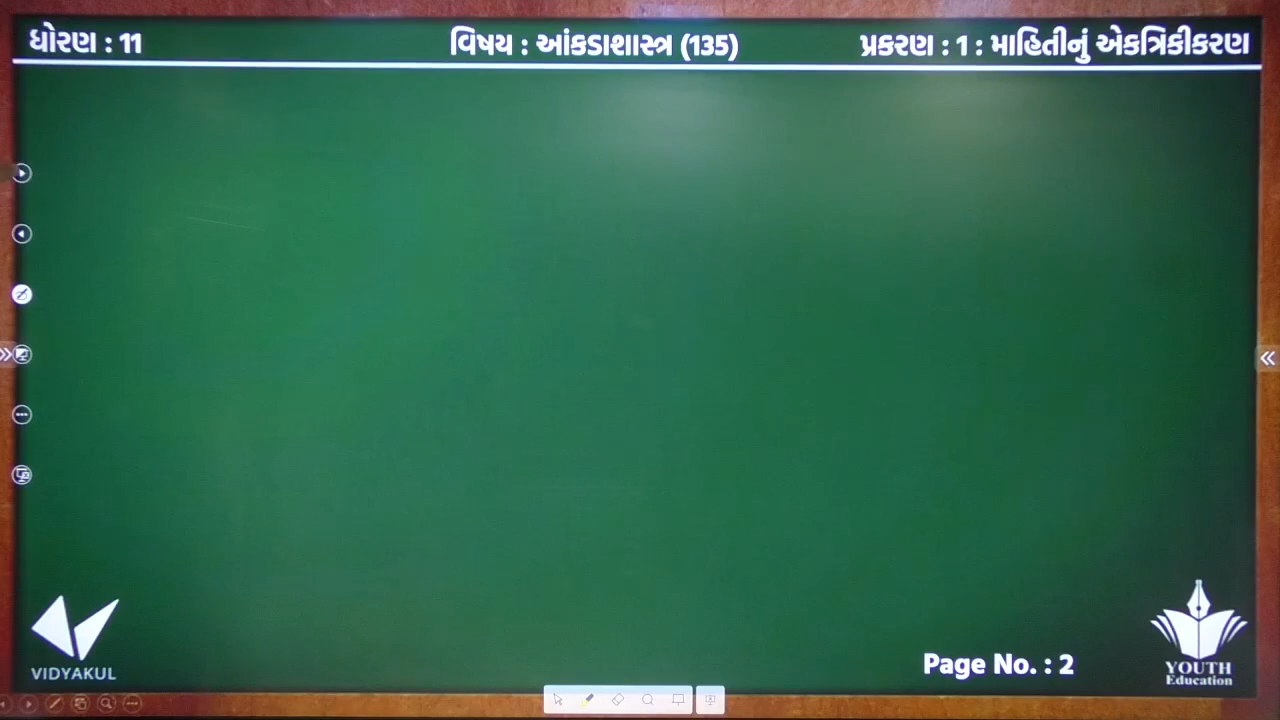 ધોરણ : 11
વિષય : આંકડાશાસ્ત્ર (135)
પ્રકરણ : 1 : માહિતીનું એકત્રિકીકરણ
VIDYAKUL
Page No. : 2
YOUTH
Education